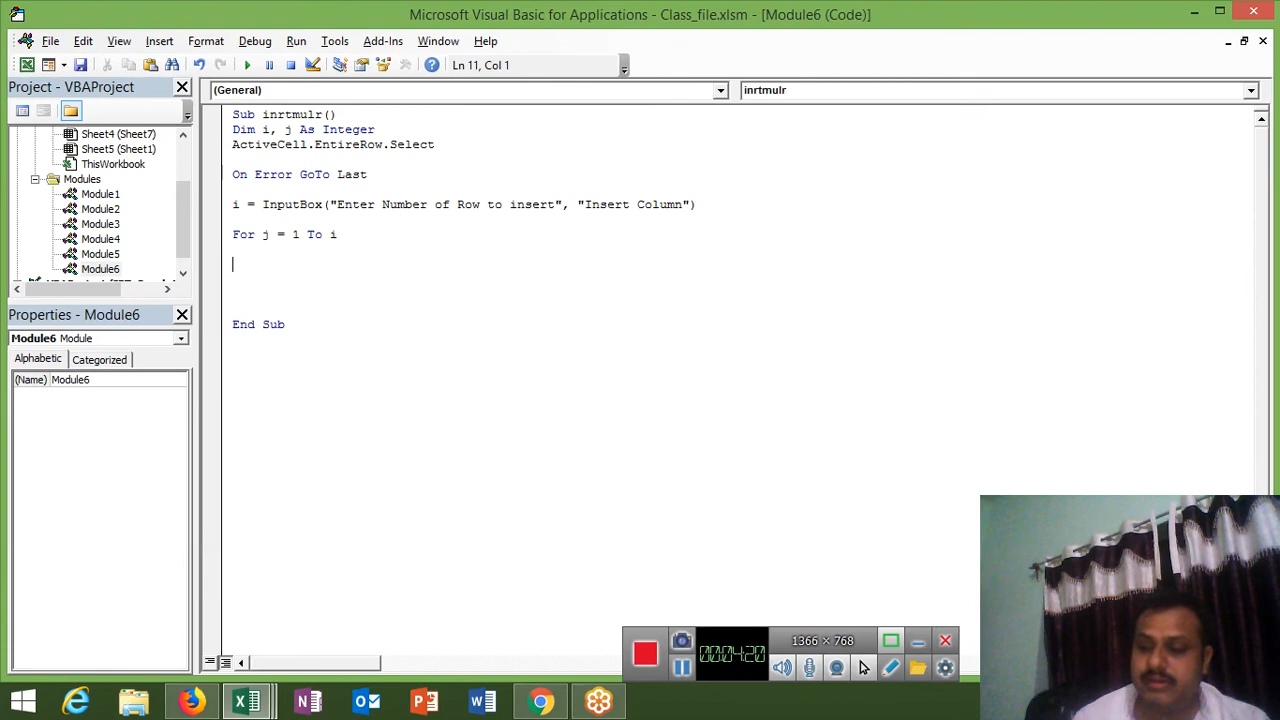 Microsoft Visual Basic for Applications - Class_file.xlsm - [Module6 (Code)]
File Edit View Insert Format Debug Run Tools Add-Ins Window Help
Ln 11, Col 1
Project - VBAProject
(General)
inrtmulr
Sheet4 (Sheet7)
Sheet5 (Sheet1)
ThisWorkbook
Modules
Module1
Module2
Module3
Module4
Module5
Module6
Sub inrtmulr()
Dim i, j As Integer
ActiveCell.EntireRow.Select
On Error GoTo Last
i = InputBox("Enter Number of Row to insert", "Insert Column")
For j = 1 To i
End Sub
Properties - Module6
Module6 Module
Alphabetic Categorized
(Name) Module6
00:04:20
1366 × 768